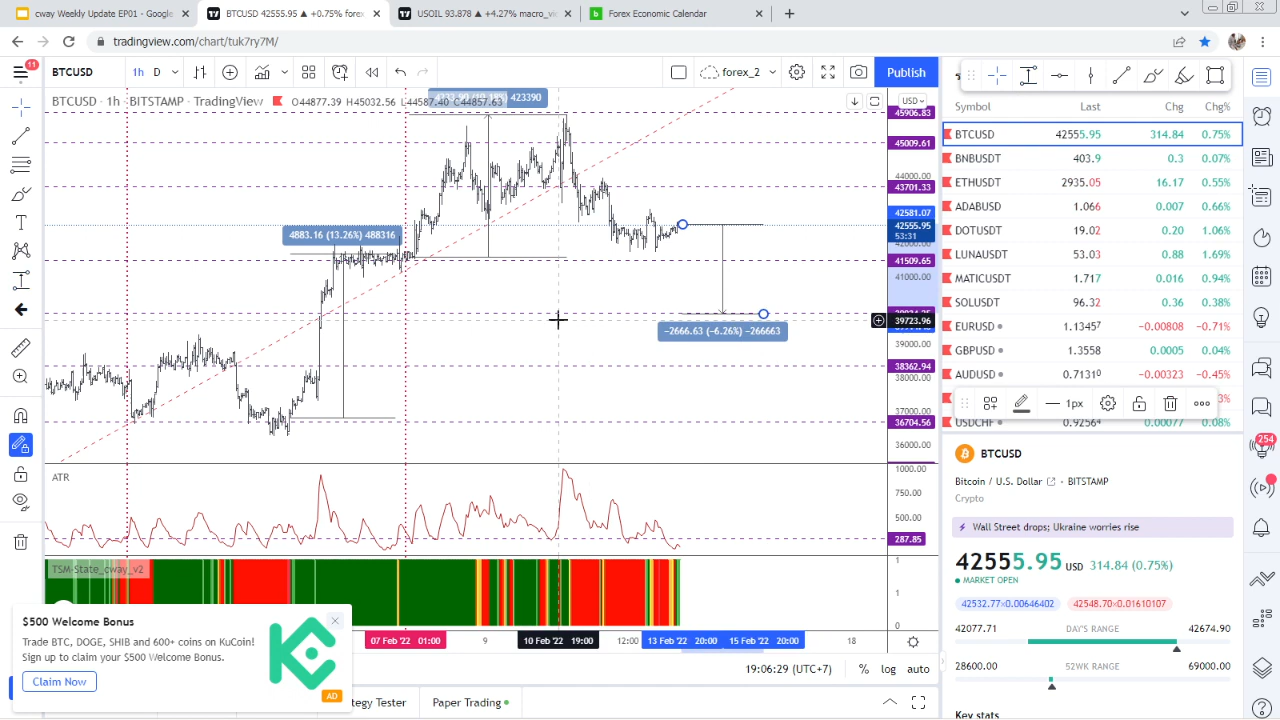 cway Weekly Update EP01 - Google
BTCUSD 42555.95 ▲ +0.75% forex
USOIL 93.878 ▲ +4.27% macro_vi
Forex Economic Calendar
tradingview.com/chart/tuk7ry7M/
11
BTCUSD
1h
D
forex_2
Publish
BTCUSD · 1h · BITSTAMP · TradingView
O44877.39 H45032.56 L44587.40 C44857.63
USD
45906.83
45009.61
44000.00
43701.33
42581.07
42555.95
53:31
42000.00
41509.65
41000.00
39723.96
39000.00
38362.94
38000.00
37000.00
36704.56
36000.00
4883.16 (13.26%) 488316
−2666.63 (−6.26%) −266663
ATR
1000.00
750.00
500.00
287.85
TSM-State_cway_v2
1
1
0
07 Feb '22 01:00
9
10 Feb '22 19:00
12:00
13 Feb '22 20:00
15 Feb '22 20:00
18
19:06:29 (UTC+7)
%
log
auto
$500 Welcome Bonus
Trade BTC, DOGE, SHIB and 600+ coins on KuCoin!
Sign up to claim your $500 Welcome Bonus.
Claim Now
AD
tegy Tester
Paper Trading
Symbol Last Chg Chg%
BTCUSD 42555.95 314.84 0.75%
BNBUSDT 403.9 0.3 0.07%
ETHUSDT 2935.05 16.17 0.55%
ADABUSD 1.066 0.007 0.66%
DOTUSDT 19.02 0.20 1.06%
LUNAUSDT 53.03 0.88 1.69%
MATICUSDT 1.717 0.016 0.94%
SOLUSDT 96.32 0.36 0.38%
EURUSD 1.13457 −0.00808 −0.71%
GBPUSD 1.3558 0.0005 0.04%
AUDUSD 0.71310 −0.00323 −0.45%
1px
3%
USDCHF 0.92564 0.00077 0.08%
BTCUSD
Bitcoin / U.S. Dollar · BITSTAMP
Crypto
Wall Street drops; Ukraine worries rise
42555.95 USD 314.84 (0.75%)
MARKET OPEN
42532.77×0.00646402
42548.70×0.01610107
42077.71 DAY'S RANGE 42674.90
28600.00 52WK RANGE 69000.00
Key stats
254